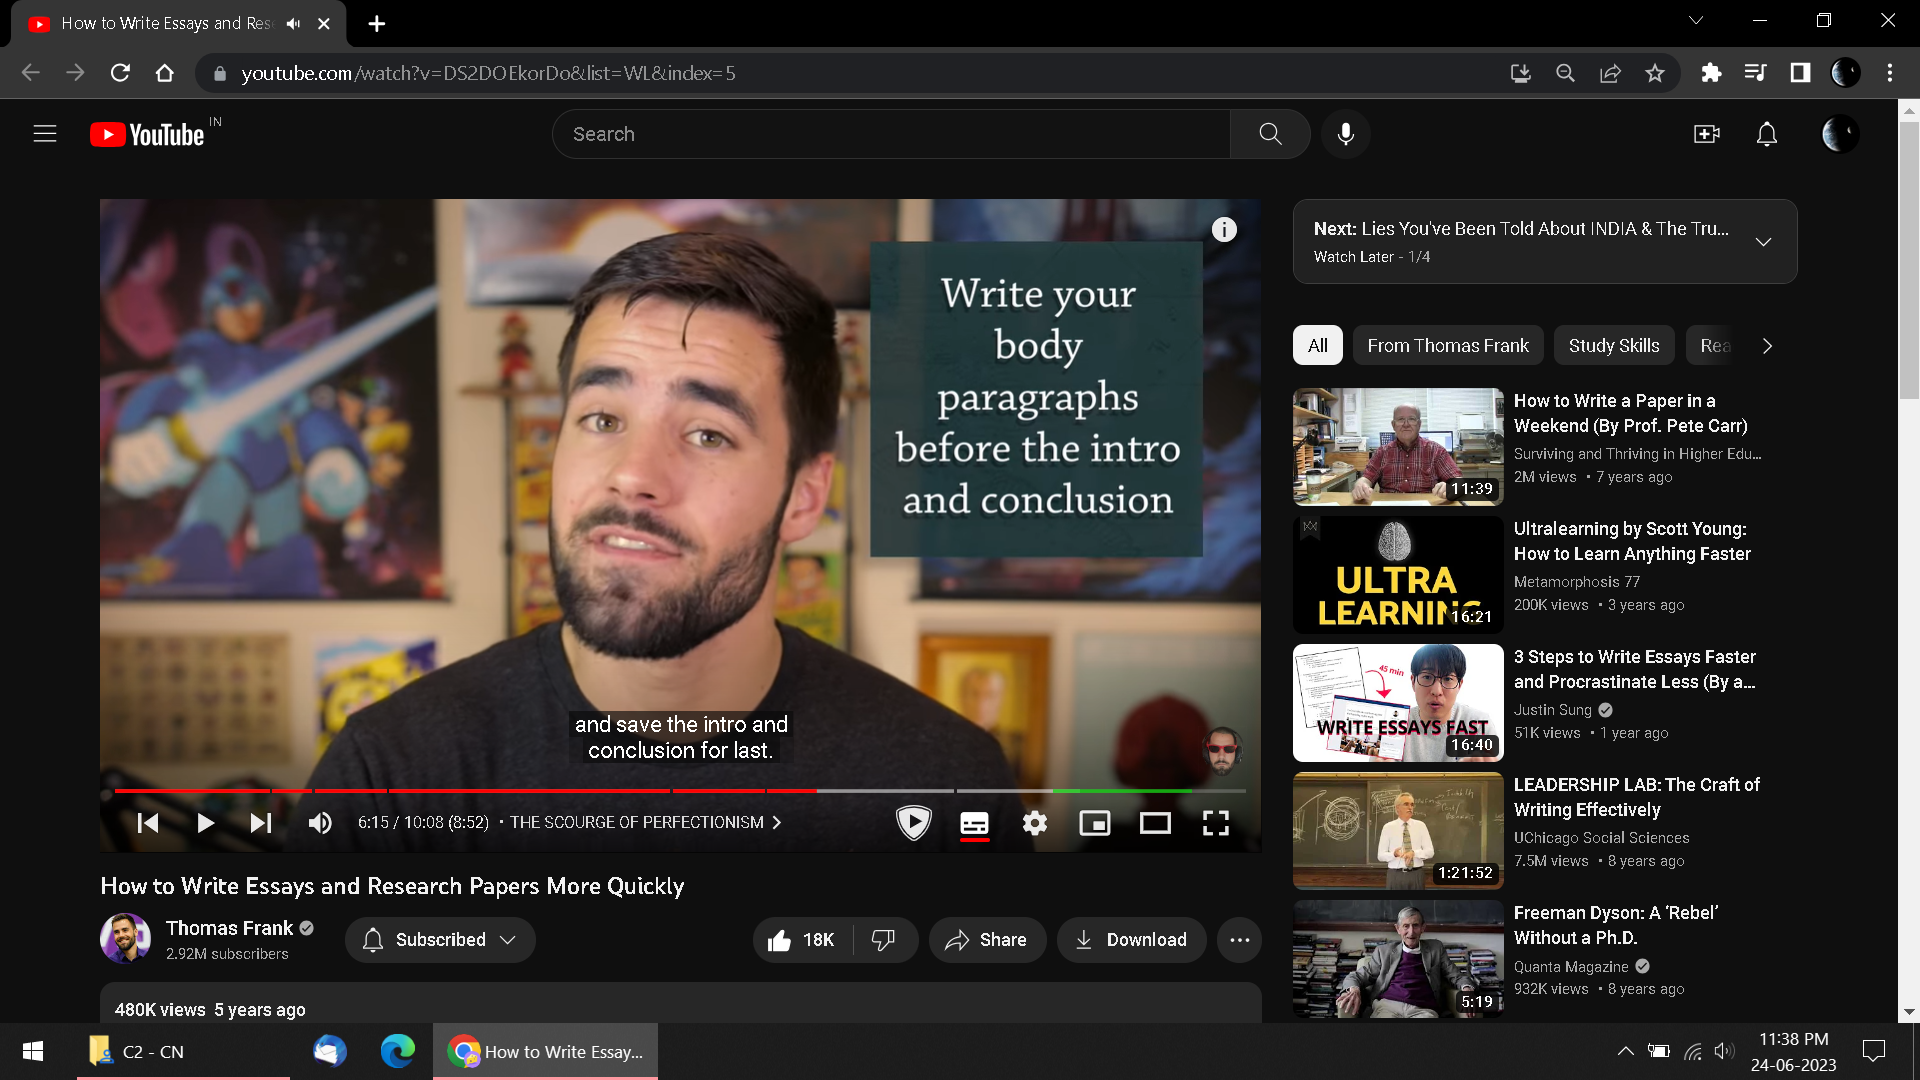 How to Write Essays and Res
youtube.com/watch?v=DS2DOEkorDo&list=WL&index=5
YouTube IN
Search
Write your
body
paragraphs
before the intro
and conclusion
and save the intro and
conclusion for last.
6:15 / 10:08 (8:52) • THE SCOURGE OF PERFECTIONISM
How to Write Essays and Research Papers More Quickly
Thomas Frank
2.92M subscribers
Subscribed
18K
Share
Download
480K views 5 years ago
Next: Lies You've Been Told About INDIA & The Tru...
Watch Later - 1/4
All
From Thomas Frank
Study Skills
Rea
11:39
How to Write a Paper in a
Weekend (By Prof. Pete Carr)
Surviving and Thriving in Higher Edu...
2M views • 7 years ago
ULTRA
LEARNING
16:21
Ultralearning by Scott Young:
How to Learn Anything Faster
Metamorphosis 77
200K views • 3 years ago
45 min
WRITE ESSAYS FAST
16:40
3 Steps to Write Essays Faster
and Procrastinate Less (By a...
Justin Sung
51K views • 1 year ago
1:21:52
LEADERSHIP LAB: The Craft of
Writing Effectively
UChicago Social Sciences
7.5M views • 8 years ago
5:19
Freeman Dyson: A ‘Rebel’
Without a Ph.D.
Quanta Magazine
932K views • 8 years ago
C2 - CN
How to Write Essay...
11:38 PM
24-06-2023